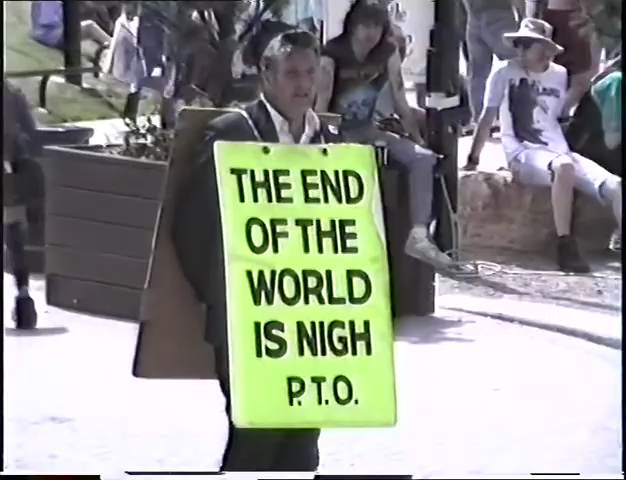 THE END
OF THE
WORLD
IS NIGH
P.T.O.